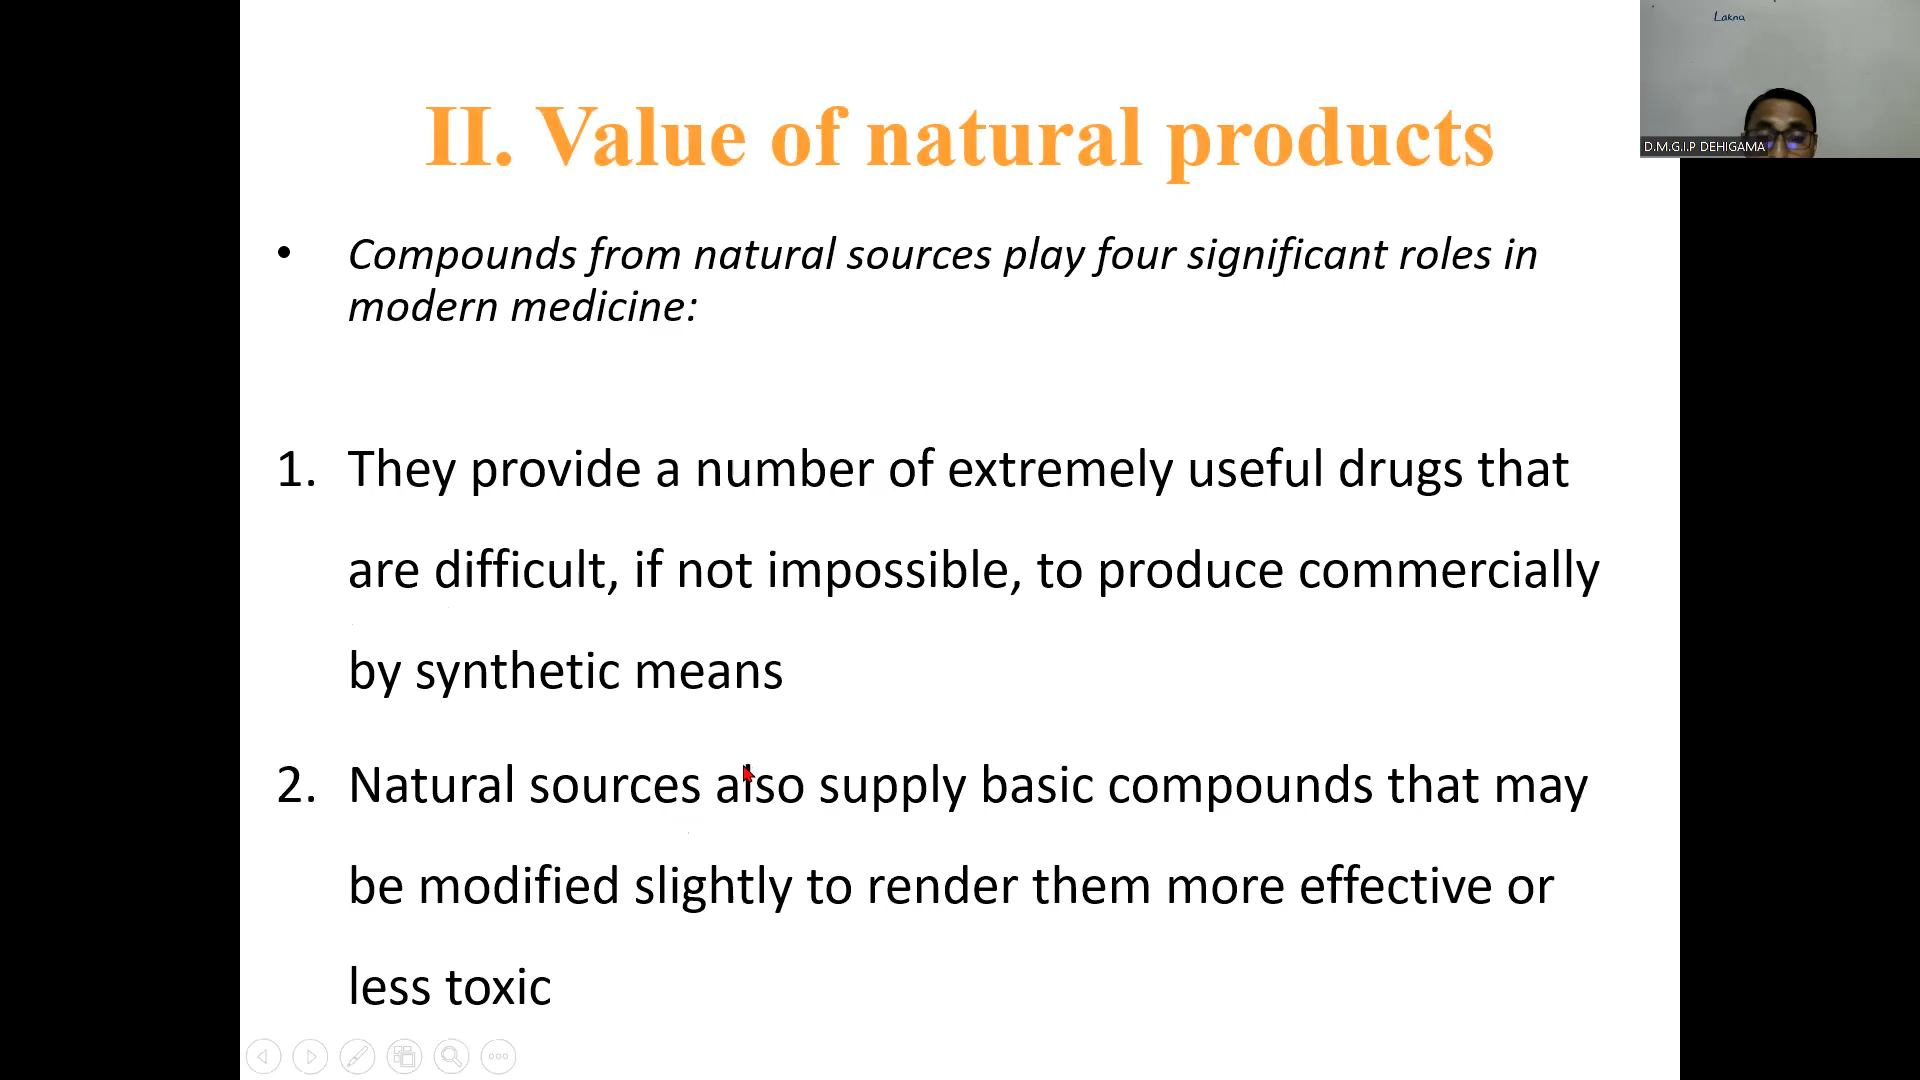 Lakna
D.M.G.I.P DEHIGAMA
II. Value of natural products
• Compounds from natural sources play four significant roles in
modern medicine:
1. They provide a number of extremely useful drugs that
are difficult, if not impossible, to produce commercially
by synthetic means
2. Natural sources also supply basic compounds that may
be modified slightly to render them more effective or
less toxic